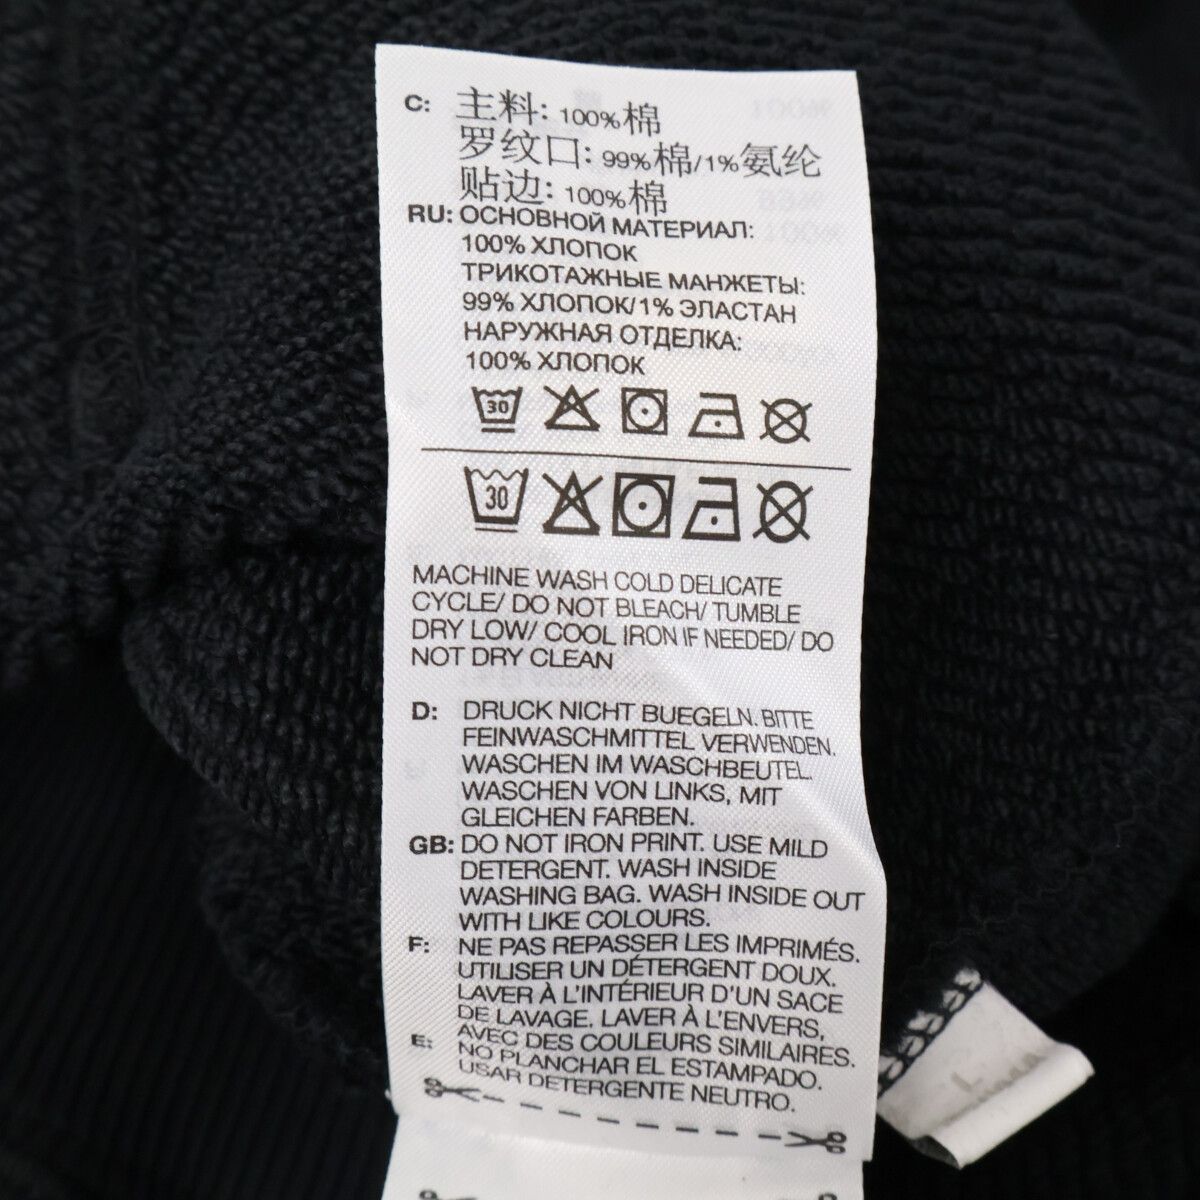 C: 主料: 100%棉
罗纹口: 99%棉/1%氨纶
贴边: 100%棉
RU: ОСНОВНОЙ МАТЕРИАЛ:
100% ХЛОПОК
ТРИКОТАЖНЫЕ МАНЖЕТЫ:
99% ХЛОПОК/1% ЭЛАСТАН
НАРУЖНАЯ ОТДЕЛКА:
100% ХЛОПОК
30
30
MACHINE WASH COLD DELICATE
CYCLE/ DO NOT BLEACH/ TUMBLE
DRY LOW/ COOL IRON IF NEEDED/ DO
NOT DRY CLEAN
D: DRUCK NICHT BUEGELN. BITTE
FEINWASCHMITTEL VERWENDEN.
WASCHEN IM WASCHBEUTEL.
WASCHEN VON LINKS, MIT
GLEICHEN FARBEN.
GB: DO NOT IRON PRINT. USE MILD
DETERGENT. WASH INSIDE
WASHING BAG. WASH INSIDE OUT
WITH LIKE COLOURS.
F: NE PAS REPASSER LES IMPRIMÉS.
UTILISER UN DÉTERGENT DOUX.
LAVER À L'INTÉRIEUR D'UN SACE
DE LAVAGE. LAVER À L'ENVERS,
AVEC DES COULEURS SIMILAIRES.
E: NO PLANCHAR EL ESTAMPADO.
USAR DETERGENTE NEUTRO.